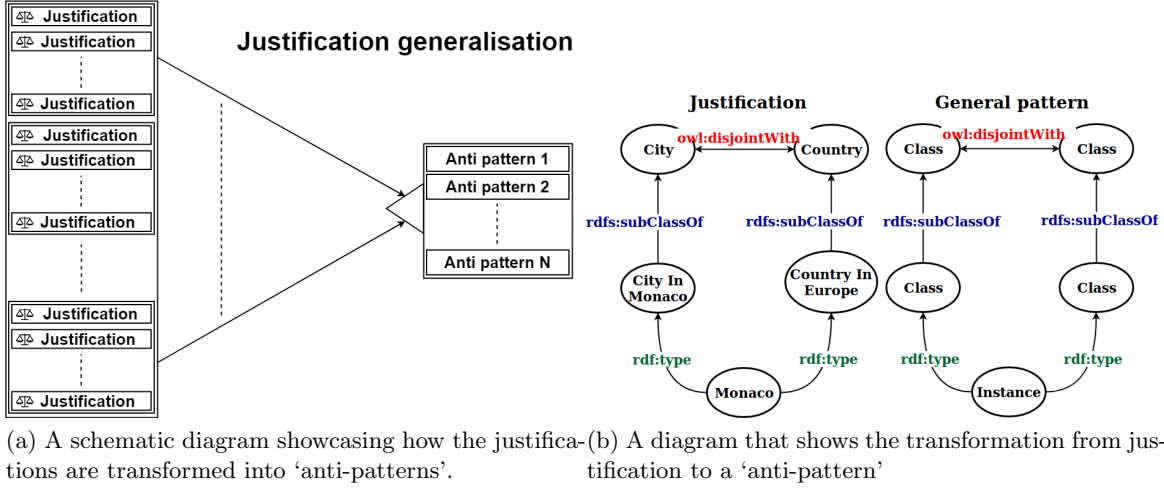 Justification
Justification
Justification
Justification
Justification
Justification
Justification
Justification
Justification
Justification generalisation
Anti pattern 1
Anti pattern 2
Anti pattern N
(a) A schematic diagram showcasing how the justifica-
tions are transformed into ‘anti-patterns’.
Justification
owl:disjointWith
City
Country
rdfs:subClassOf
rdfs:subClassOf
City In
Monaco
Country In
Europe
rdf:type
rdf:type
Monaco
General pattern
owl:disjointWith
Class
Class
rdfs:subClassOf
rdfs:subClassOf
Class
Class
rdf:type
rdf:type
Instance
(b) A diagram that shows the transformation from jus-
tification to a ‘anti-pattern’